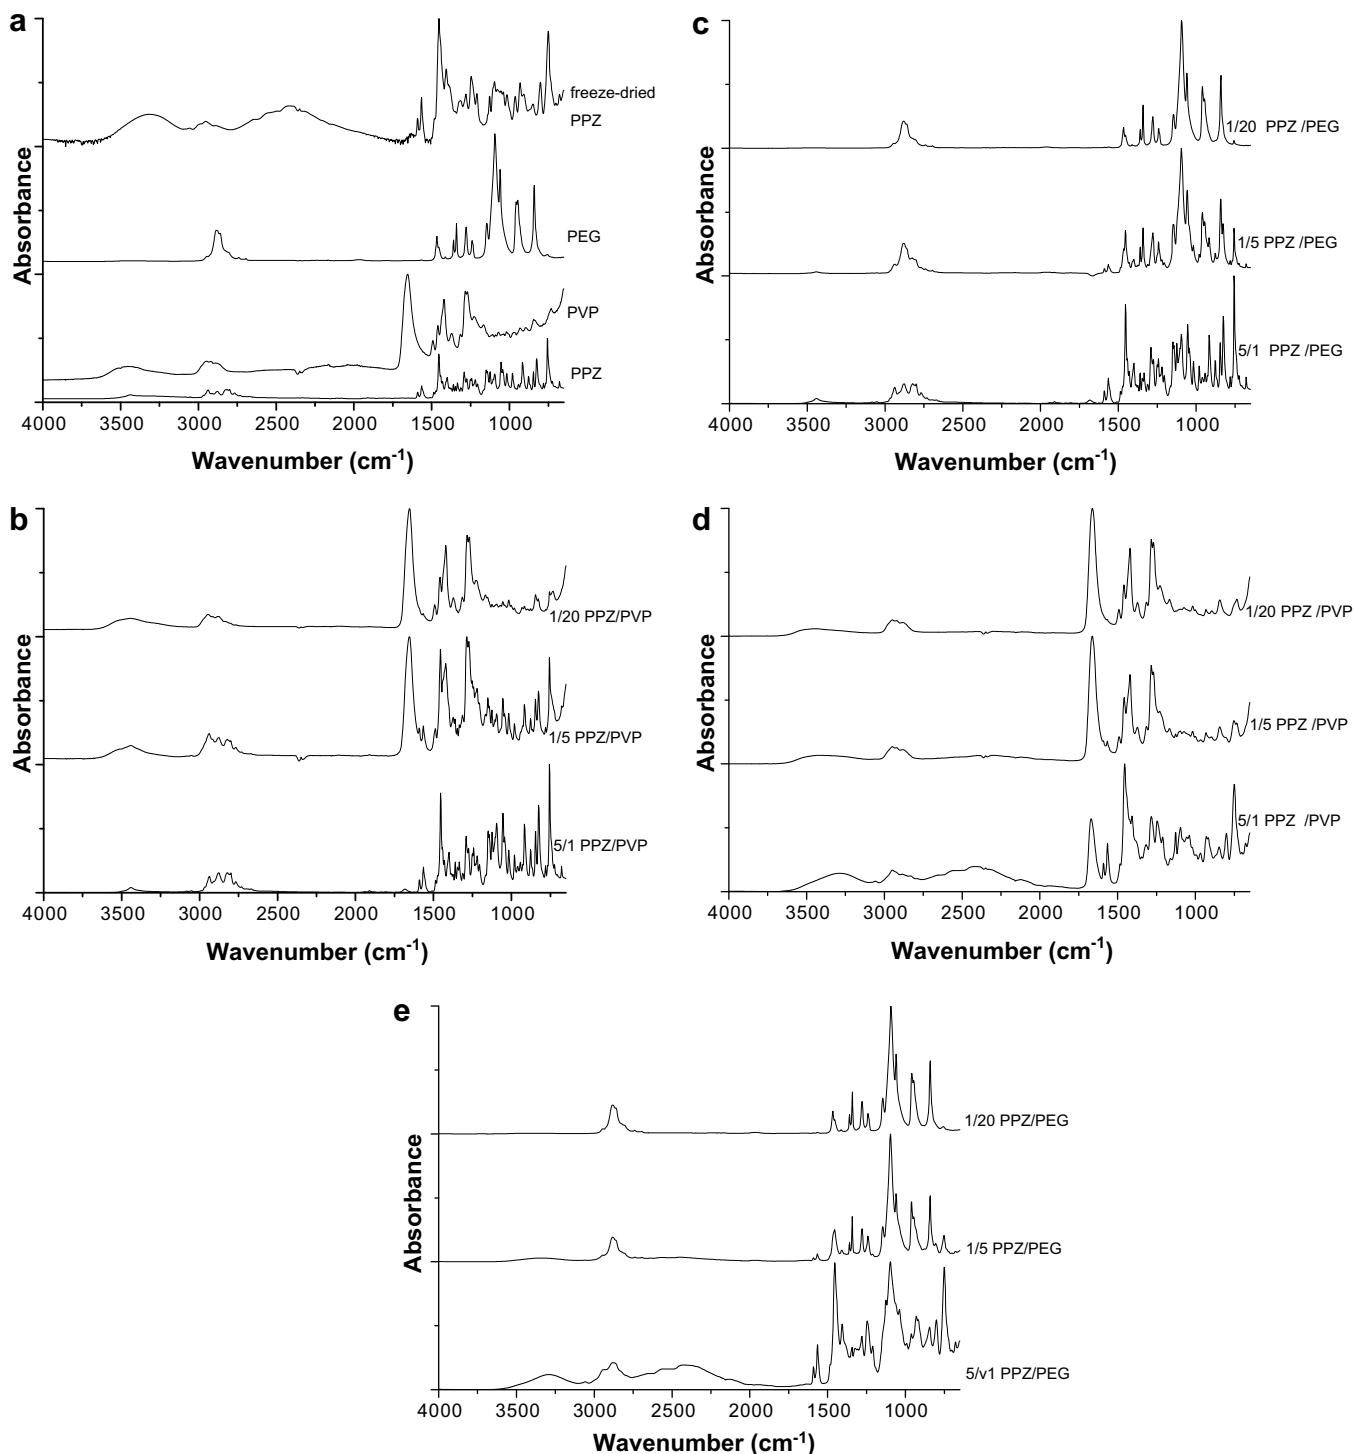 a
freeze-dried
PPZ
PEG
PVP
PPZ
Absorbance
4000 3500 3000 2500 2000 1500 1000
Wavenumber (cm-1)
c
1/20 PPZ /PEG
1/5 PPZ /PEG
5/1 PPZ /PEG
Absorbance
4000 3500 3000 2500 2000 1500 1000
Wavenumber (cm-1)
b
1/20 PPZ/PVP
1/5 PPZ/PVP
5/1 PPZ/PVP
Absorbance
4000 3500 3000 2500 2000 1500 1000
Wavenumber (cm-1)
d
1/20 PPZ /PVP
1/5 PPZ /PVP
5/1 PPZ /PVP
Absorbance
4000 3500 3000 2500 2000 1500 1000
Wavenumber (cm-1)
e
1/20 PPZ/PEG
1/5 PPZ/PEG
5/v1 PPZ/PEG
Absorbance
4000 3500 3000 2500 2000 1500 1000
Wavenumber (cm-1)